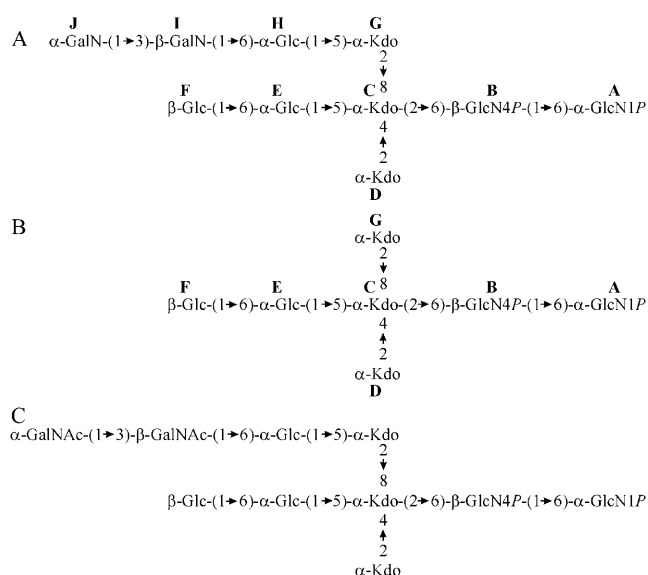 J I H G
A α-GalN-(1→3)-β-GalN-(1→6)-α-Glc-(1→5)-α-Kdo
2
↓
F E C 8 B A
β-Glc-(1→6)-α-Glc-(1→5)-α-Kdo-(2→6)-β-GlcN4P-(1→6)-α-GlcN1P
4
↑
2
α-Kdo
D
B G
α-Kdo
2
↓
F E C 8 B A
β-Glc-(1→6)-α-Glc-(1→5)-α-Kdo-(2→6)-β-GlcN4P-(1→6)-α-GlcN1P
4
↑
2
α-Kdo
D
C
α-GalNAc-(1→3)-β-GalNAc-(1→6)-α-Glc-(1→5)-α-Kdo
2
↓
8
β-Glc-(1→6)-α-Glc-(1→5)-α-Kdo-(2→6)-β-GlcN4P-(1→6)-α-GlcN1P
4
↑
2
α-Kdo